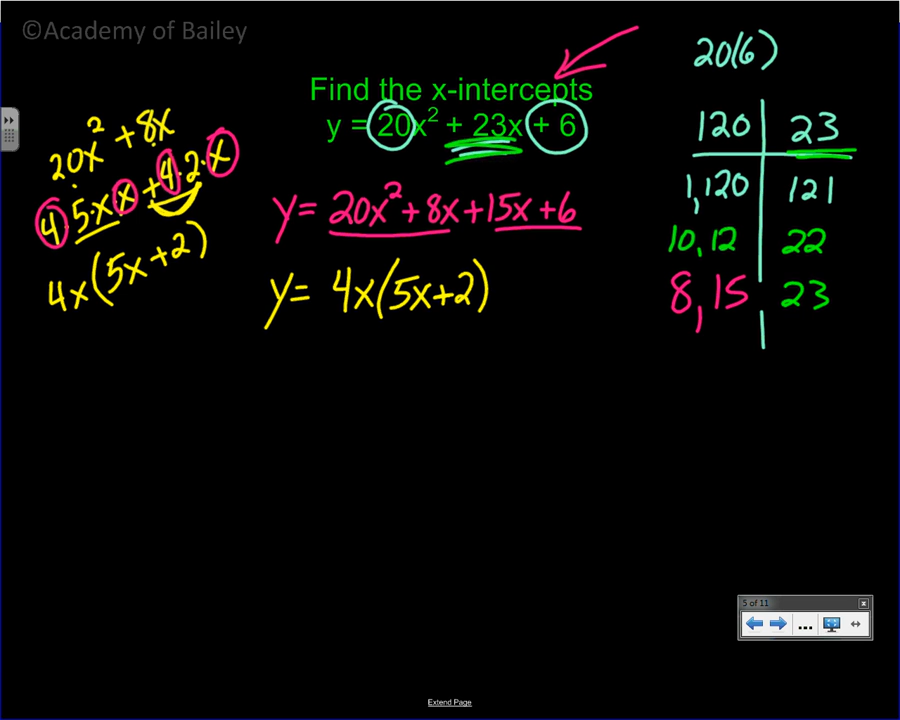 ©Academy of Bailey
Find the x-intercepts
y = 20x² + 23x + 6
20x² + 8x
4 · 5 · x x + 4 · 2 · x
4x(5x+2)
y= 20x² + 8x + 15x + 6
y= 4x(5x+2)
20(6)
120 23
1,120 121
10,12 22
8,15 23
5 of 11
...
Extend Page